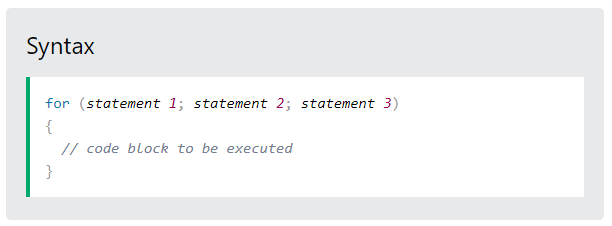 Syntax
for (statement 1; statement 2; statement 3)
{
  // code block to be executed
}